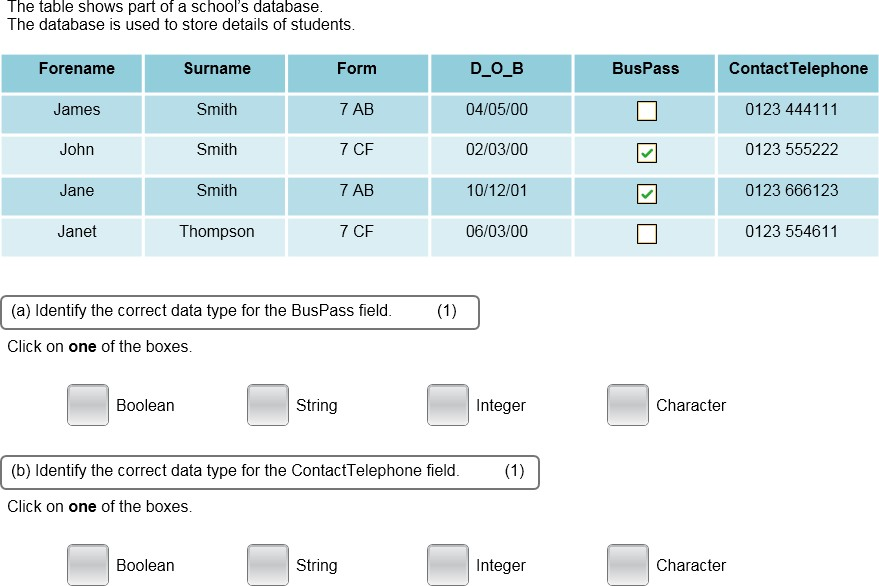 The table shows part of a school's database.
The database is used to store details of students.
Forename Surname Form D_O_B BusPass ContactTelephone
James Smith 7 AB 04/05/00 0123 444111
John Smith 7 CF 02/03/00 0123 555222
Jane Smith 7 AB 10/12/01 0123 666123
Janet Thompson 7 CF 06/03/00 0123 554611
(a) Identify the correct data type for the BusPass field. (1)
Click on one of the boxes.
Boolean String Integer Character
(b) Identify the correct data type for the ContactTelephone field. (1)
Click on one of the boxes.
Boolean String Integer Character